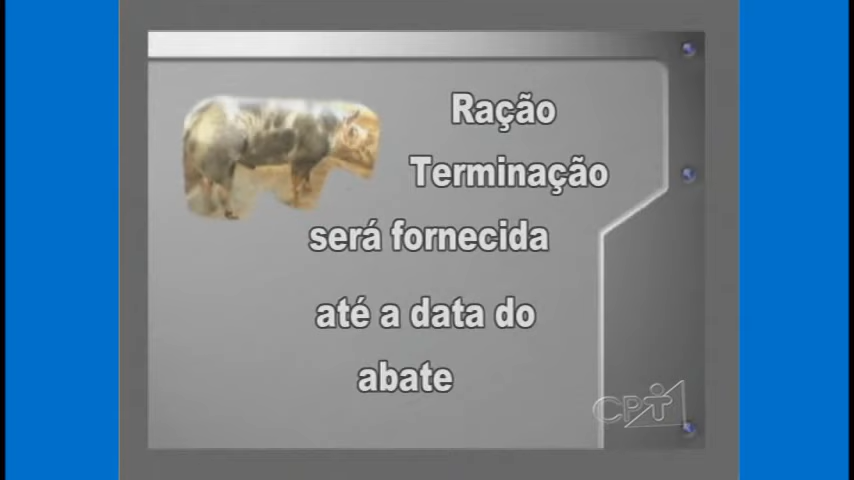 Ração
Terminação
será fornecida
até a data do
abate
CPT